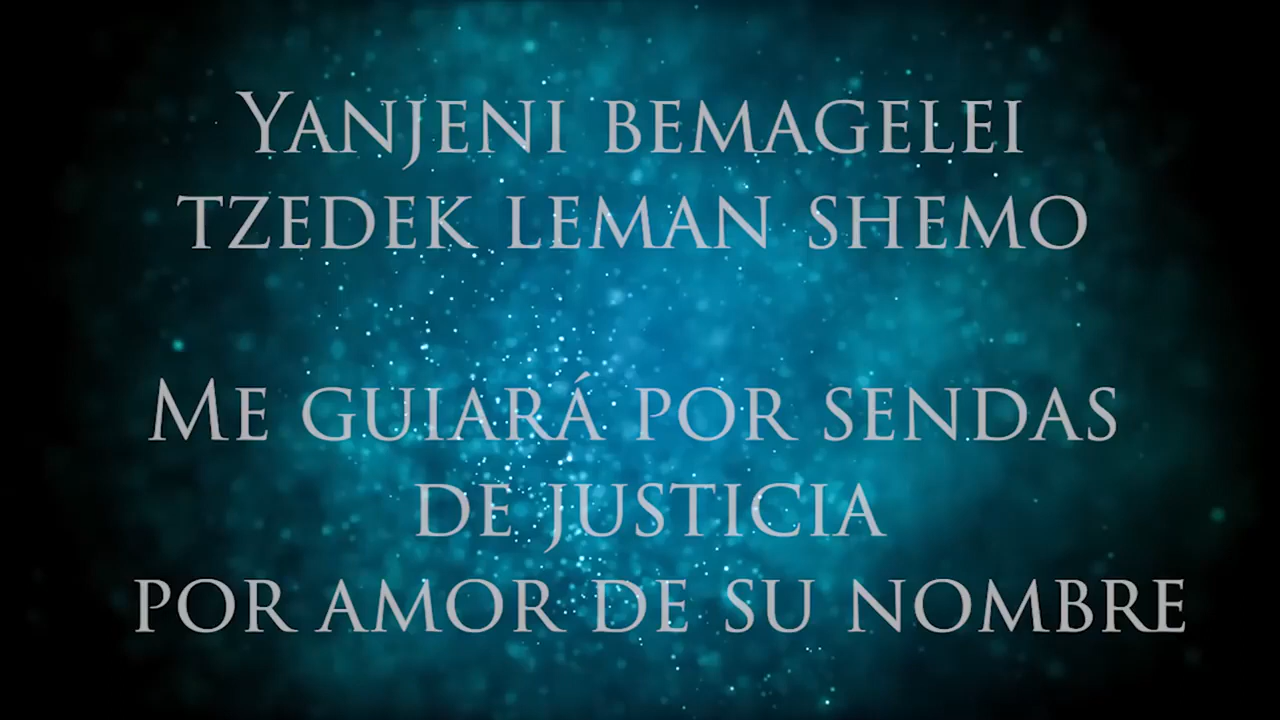 Yanjeni bemagelei
tzedek leman shemo
Me guiará por sendas
de justicia
por amor de su nombre